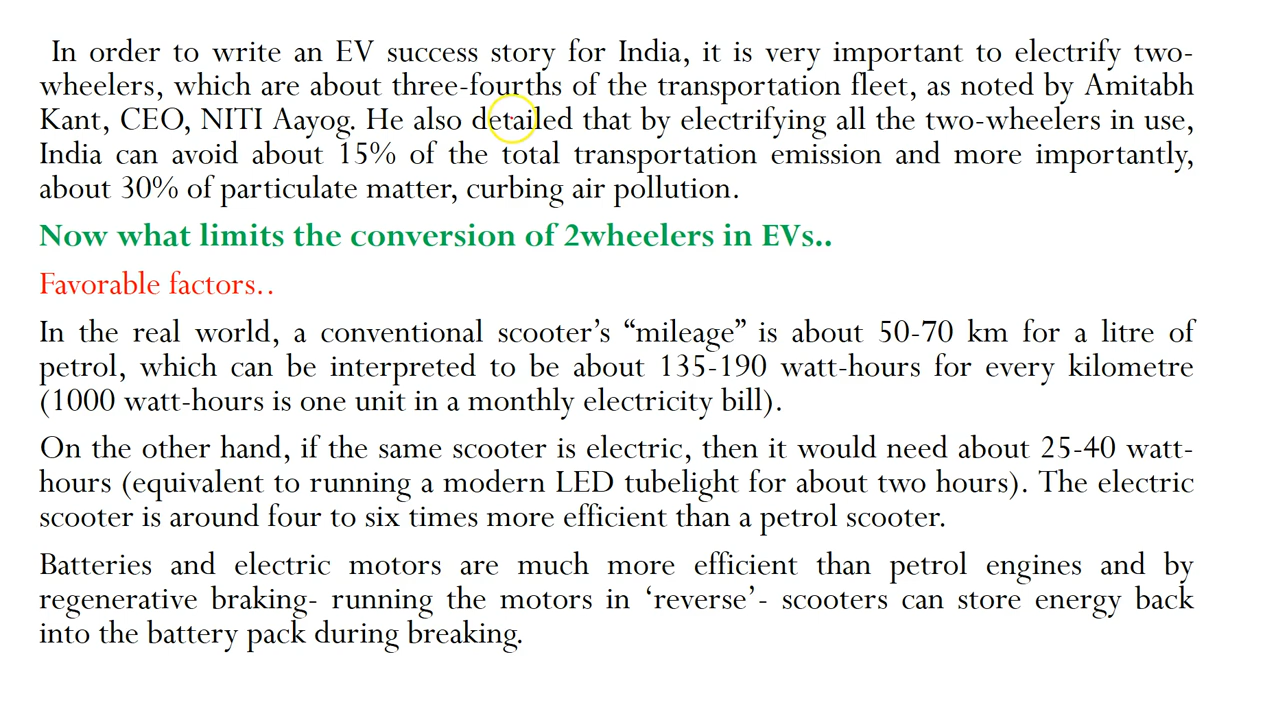 In order to write an EV success story for India, it is very important to electrify two-
wheelers, which are about three-fourths of the transportation fleet, as noted by Amitabh
Kant, CEO, NITI Aayog. He also detailed that by electrifying all the two-wheelers in use,
India can avoid about 15% of the total transportation emission and more importantly,
about 30% of particulate matter, curbing air pollution.
Now what limits the conversion of 2wheelers in EVs..
Favorable factors..
In the real world, a conventional scooter’s “mileage” is about 50-70 km for a litre of
petrol, which can be interpreted to be about 135-190 watt-hours for every kilometre
(1000 watt-hours is one unit in a monthly electricity bill).
On the other hand, if the same scooter is electric, then it would need about 25-40 watt-
hours (equivalent to running a modern LED tubelight for about two hours). The electric
scooter is around four to six times more efficient than a petrol scooter.
Batteries and electric motors are much more efficient than petrol engines and by
regenerative braking- running the motors in ‘reverse’- scooters can store energy back
into the battery pack during breaking.